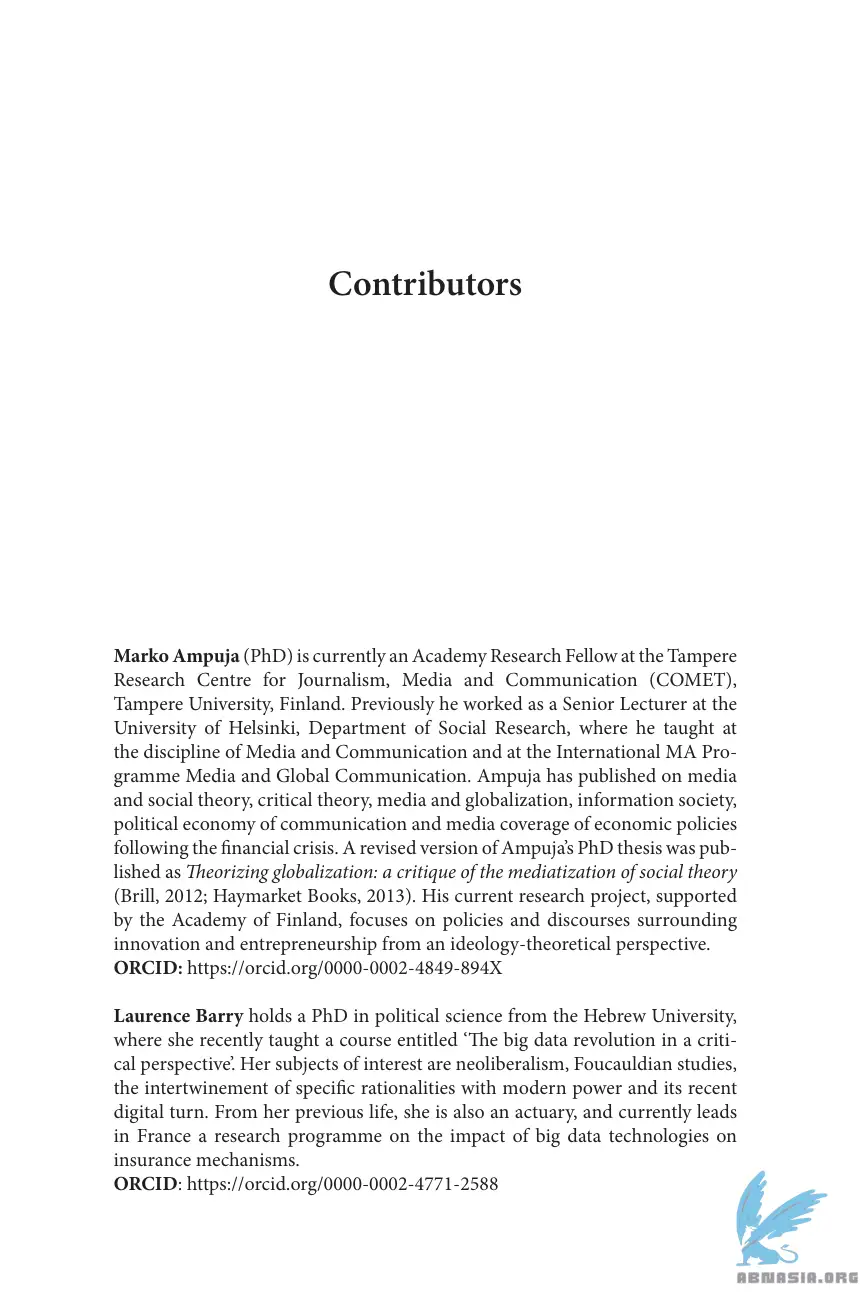 Contributors
Marko Ampuja (PhD) is currently an Academy Research Fellow at the Tampere
Research Centre for Journalism, Media and Communication (COMET),
Tampere University, Finland. Previously he worked as a Senior Lecturer at the
University of Helsinki, Department of Social Research, where he taught at
the discipline of Media and Communication and at the International MA Pro-
gramme Media and Global Communication. Ampuja has published on media
and social theory, critical theory, media and globalization, information society,
political economy of communication and media coverage of economic policies
following the financial crisis. A revised version of Ampuja’s PhD thesis was pub-
lished as Theorizing globalization: a critique of the mediatization of social theory
(Brill, 2012; Haymarket Books, 2013). His current research project, supported
by the Academy of Finland, focuses on policies and discourses surrounding
innovation and entrepreneurship from an ideology-theoretical perspective.
ORCID: https://orcid.org/0000-0002-4849-894X
Laurence Barry holds a PhD in political science from the Hebrew University,
where she recently taught a course entitled ‘The big data revolution in a criti-
cal perspective’. Her subjects of interest are neoliberalism, Foucauldian studies,
the intertwinement of specific rationalities with modern power and its recent
digital turn. From her previous life, she is also an actuary, and currently leads
in France a research programme on the impact of big data technologies on
insurance mechanisms.
ORCID: https://orcid.org/0000-0002-4771-2588
ABNASIA.ORG